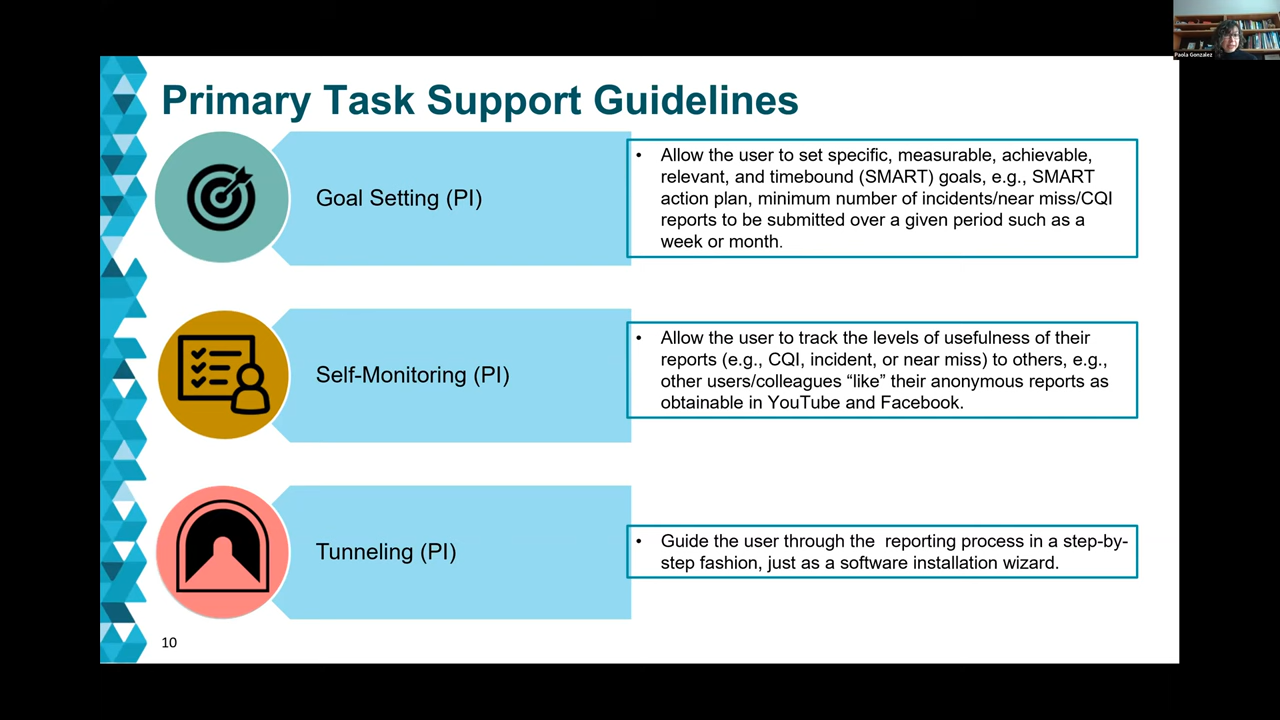 Paola Gonzalez
Primary Task Support Guidelines
Goal Setting (PI)
• Allow the user to set specific, measurable, achievable,
relevant, and timebound (SMART) goals, e.g., SMART
action plan, minimum number of incidents/near miss/CQI
reports to be submitted over a given period such as a
week or month.
Self-Monitoring (PI)
• Allow the user to track the levels of usefulness of their
reports (e.g., CQI, incident, or near miss) to others, e.g.,
other users/colleagues “like” their anonymous reports as
obtainable in YouTube and Facebook.
Tunneling (PI)
• Guide the user through the  reporting process in a step-by-
step fashion, just as a software installation wizard.
10